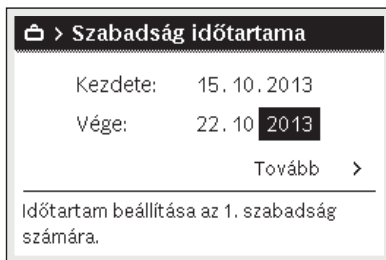 > Szabadság időtartama
Kezdete: 15.10.2013
Vége: 22.10 2013
Tovább >
Időtartam beállítása az 1. szabadság
számára.